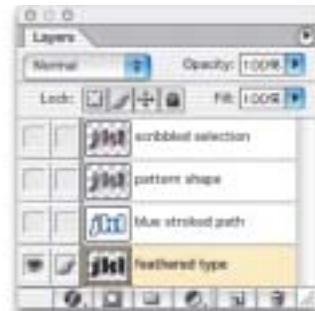 Layers
Normal Opacity: 100%
Lock: Fill: 100%
scribbled selection
pattern shape
blue stroked path
feathered type